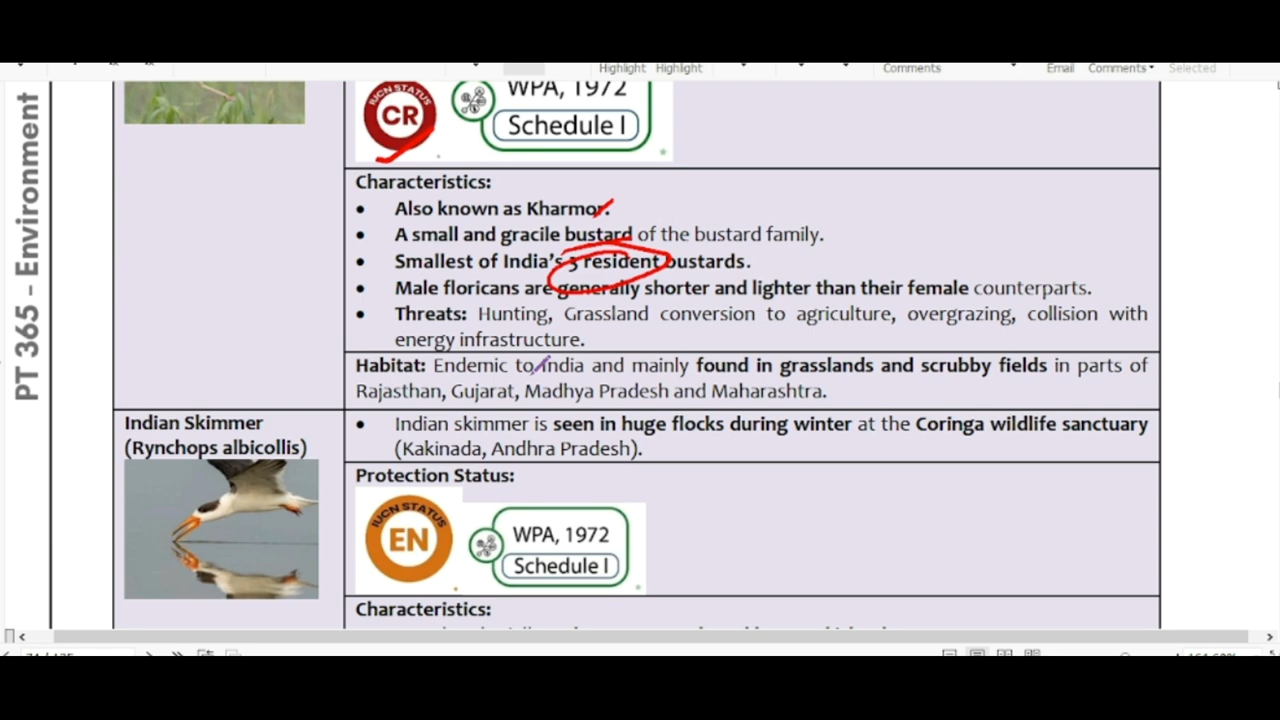 Highlight Highlight Comments Email Comments Selected
PT 365 – Environment
IUCN STATUS
CR
WPA, 1972
Schedule I
Characteristics:
• Also known as Kharmor.
• A small and gracile bustard of the bustard family.
• Smallest of India's 3 resident bustards.
• Male floricans are generally shorter and lighter than their female counterparts.
• Threats: Hunting, Grassland conversion to agriculture, overgrazing, collision with
energy infrastructure.
Habitat: Endemic to India and mainly found in grasslands and scrubby fields in parts of
Rajasthan, Gujarat, Madhya Pradesh and Maharashtra.
Indian Skimmer
(Rynchops albicollis)
• Indian skimmer is seen in huge flocks during winter at the Coringa wildlife sanctuary
(Kakinada, Andhra Pradesh).
Protection Status:
IUCN STATUS
EN
WPA, 1972
Schedule I
Characteristics: